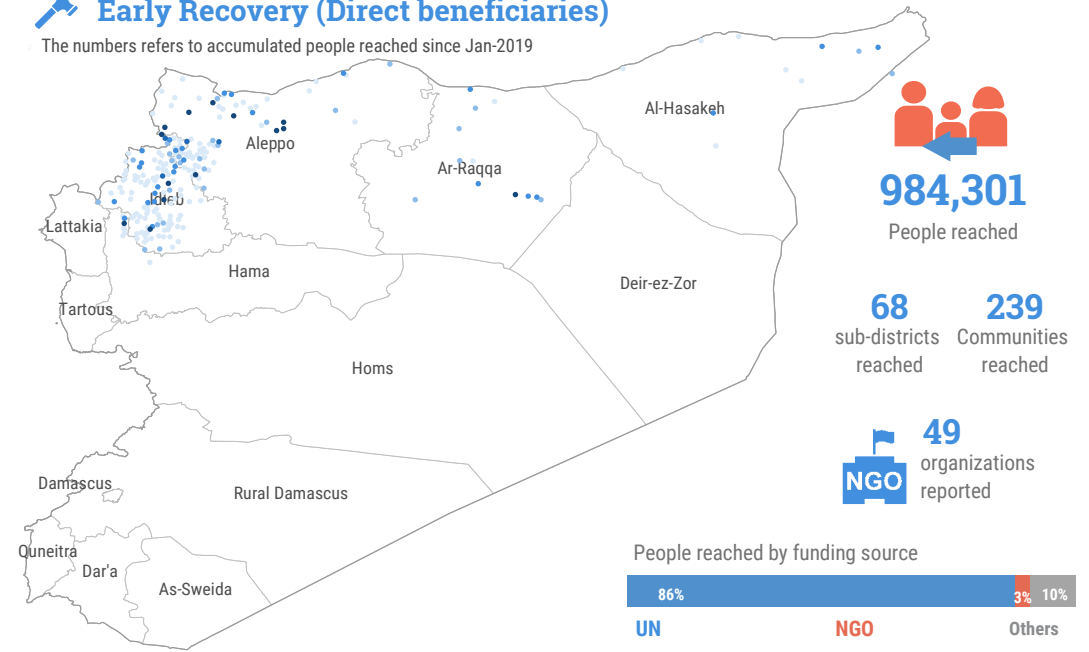 Early Recovery (Direct beneficiaries)
The numbers refers to accumulated people reached since Jan-2019
Al-Hasakeh
Aleppo
Ar-Raqqa
Idleb
Lattakia
Hama
Deir-ez-Zor
Tartous
Homs
Damascus
Rural Damascus
Quneitra
Dar'a
As-Sweida
984,301
People reached
68
sub-districts
reached
239
Communities
reached
NGO
49
organizations
reported
People reached by funding source
86% 3% 10%
UN NGO Others